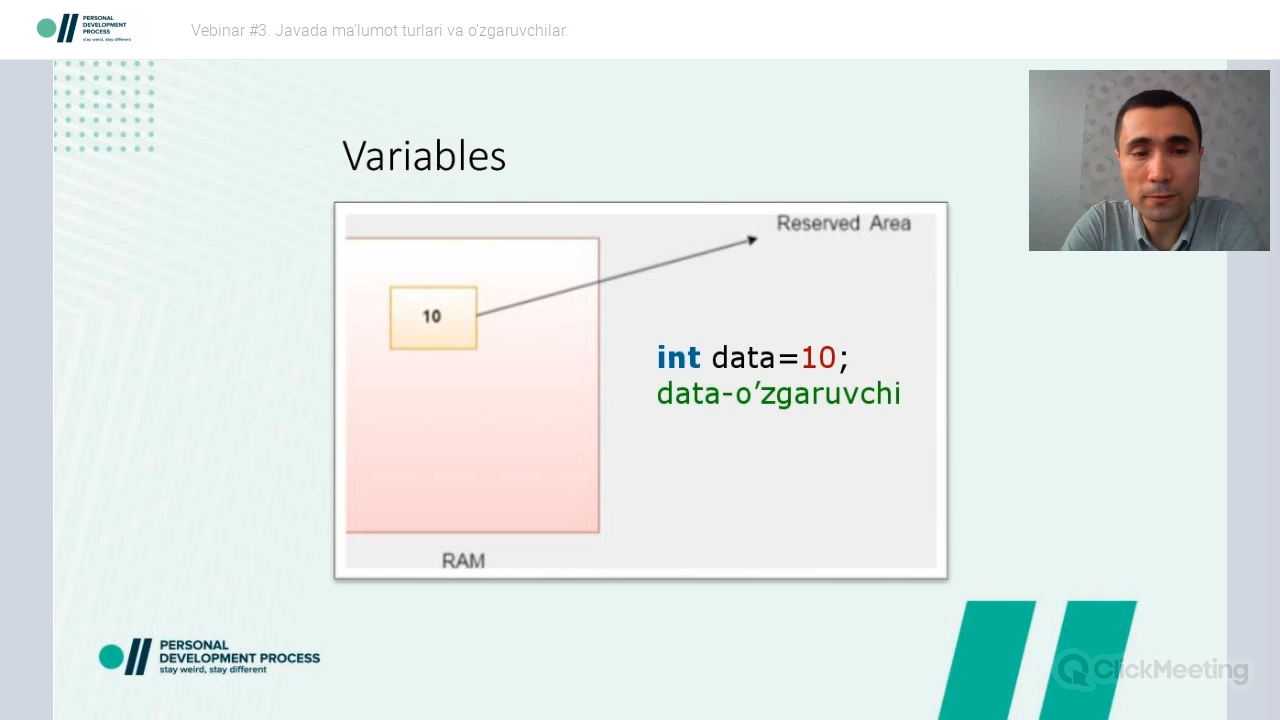 PERSONAL
DEVELOPMENT
PROCESS
stay weird, stay different
Vebinar #3. Javada ma'lumot turlari va o'zgaruvchilar.
Variables
Reserved Area
10
int data=10;
data-o’zgaruvchi
RAM
PERSONAL
DEVELOPMENT PROCESS
stay weird, stay different
ClickMeeting